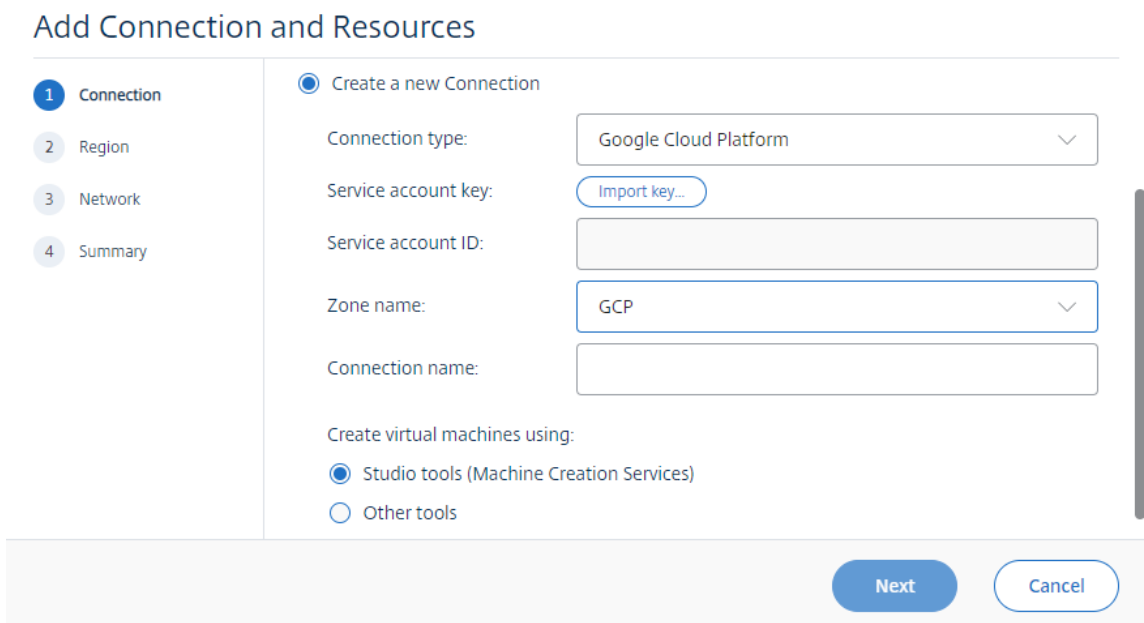 Add Connection and Resources
1 Connection
2 Region
3 Network
4 Summary
Create a new Connection
Connection type: Google Cloud Platform
Service account key: Import key...
Service account ID:
Zone name: GCP
Connection name:
Create virtual machines using:
Studio tools (Machine Creation Services)
Other tools
Next Cancel